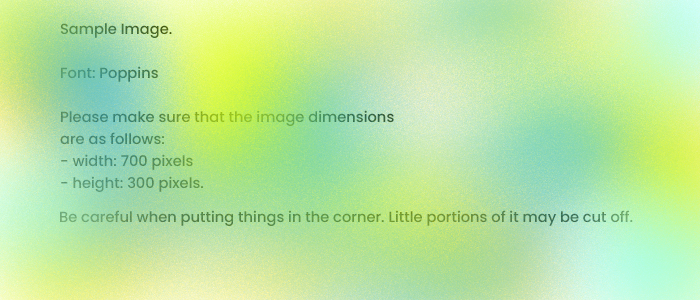 Sample Image.
Font: Poppins
Please make sure that the image dimensions
are as follows:
- width: 700 pixels
- height: 300 pixels.
Be careful when putting things in the corner. Little portions of it may be cut off.